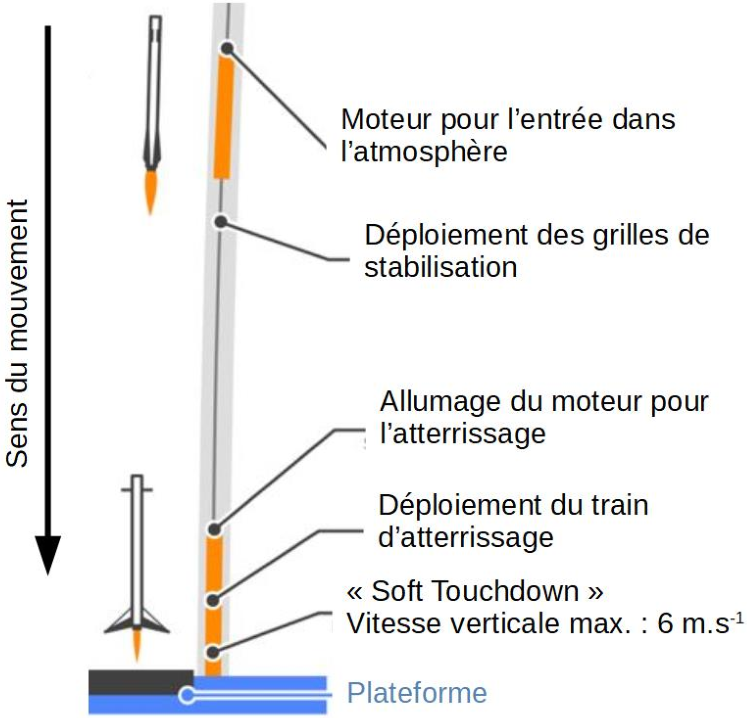 Sens du mouvement
Moteur pour l’entrée dans
l’atmosphère
Déploiement des grilles de
stabilisation
Allumage du moteur pour
l’atterrissage
Déploiement du train
d’atterrissage
« Soft Touchdown »
Vitesse verticale max. : 6 m.s⁻¹
Plateforme